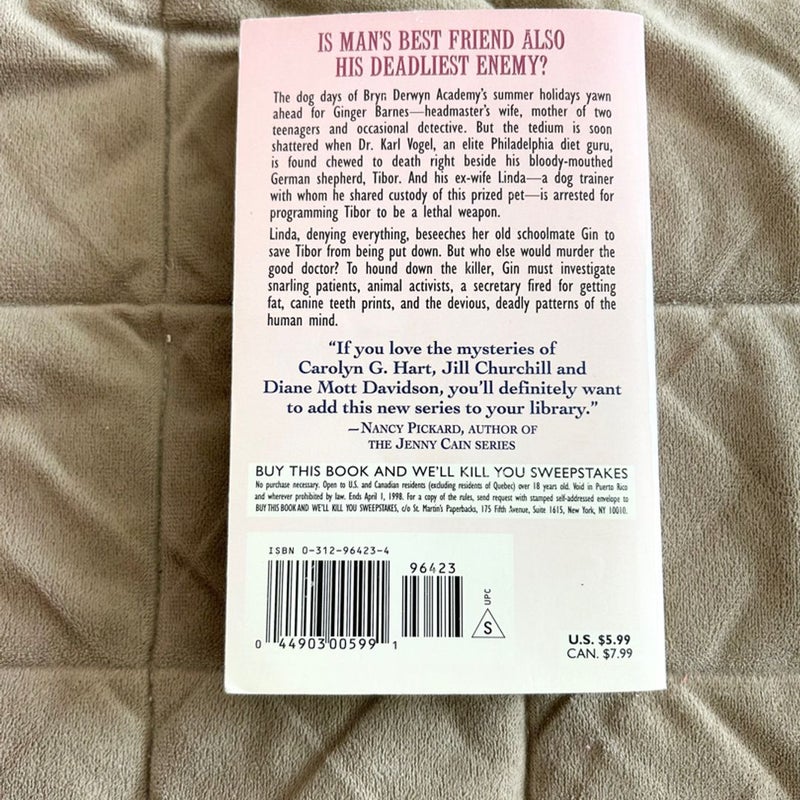 IS MAN'S BEST FRIEND ALSO
HIS DEADLIEST ENEMY?
The dog days of Bryn Derwyn Academy's summer holidays yawn
ahead for Ginger Barnes—headmaster's wife, mother of two
teenagers and occasional detective. But the tedium is soon
shattered when Dr. Karl Vogel, an elite Philadelphia diet guru,
is found chewed to death right beside his bloody-mouthed
German shepherd, Tibor. And his ex-wife Linda—a dog trainer
with whom he shared custody of this prized pet—is arrested for
programming Tibor to be a lethal weapon.
Linda, denying everything, beseeches her old schoolmate Gin to
save Tibor from being put down. But who else would murder the
good doctor? To hound down the killer, Gin must investigate
snarling patients, animal activists, a secretary fired for getting
fat, canine teeth prints, and the devious, deadly patterns of the
human mind.
"If you love the mysteries of
Carolyn G. Hart, Jill Churchill and
Diane Mott Davidson, you'll definitely want
to add this new series to your library."
—NANCY PICKARD, AUTHOR OF
THE JENNY CAIN SERIES
BUY THIS BOOK AND WE'LL KILL YOU SWEEPSTAKES
No purchase necessary. Open to U.S. and Canadian residents (excluding residents of Quebec) over 18 years old. Void in Puerto Rico
and wherever prohibited by law. Ends April 1, 1998. For a copy of the rules, send request with stamped self-addressed envelope to
BUY THIS BOOK AND WE'LL KILL YOU SWEEPSTAKES, c/o St. Martin's Paperbacks, 175 Fifth Avenue, Suite 1615, New York, NY 10010.
ISBN 0-312-96423-4
96423
UPC
S
0 44903 00599 1
U.S. $5.99
CAN. $7.99